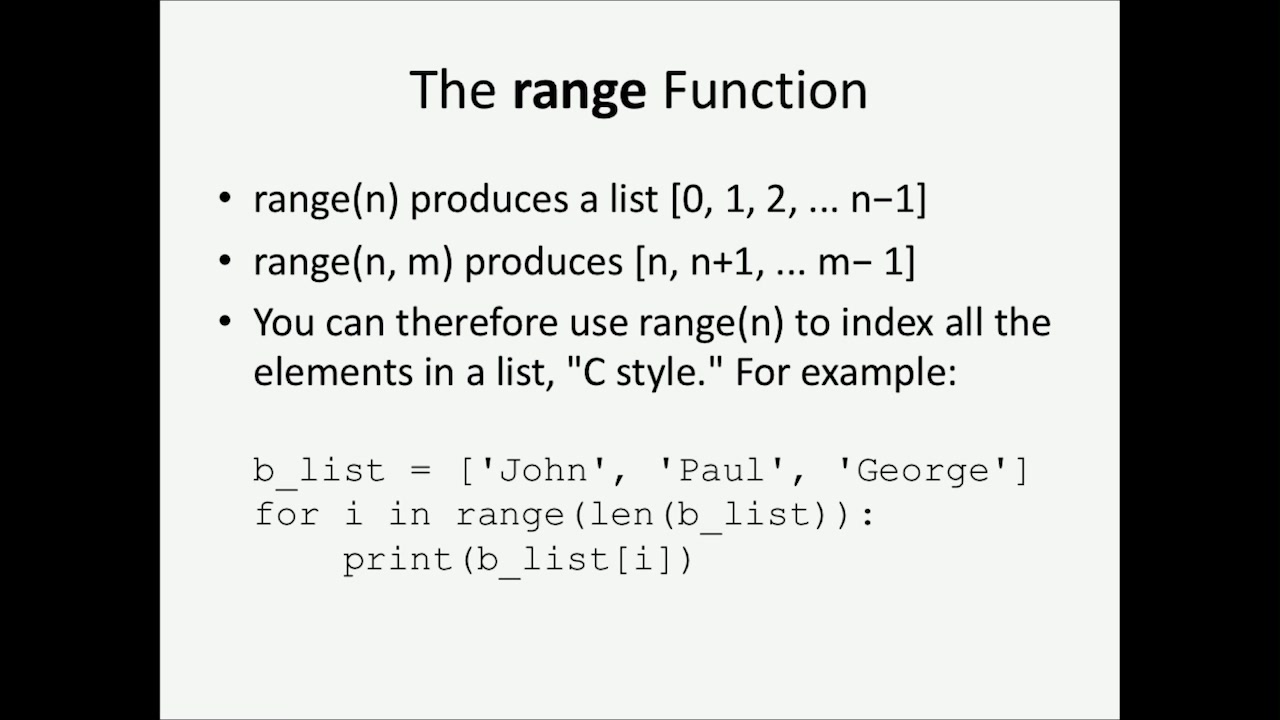 The range Function
• range(n) produces a list [0, 1, 2, ... n−1]
• range(n, m) produces [n, n+1, ... m− 1]
• You can therefore use range(n) to index all the
elements in a list, "C style." For example:
b_list = ['John', 'Paul', 'George']
for i in range(len(b_list)):
    print(b_list[i])